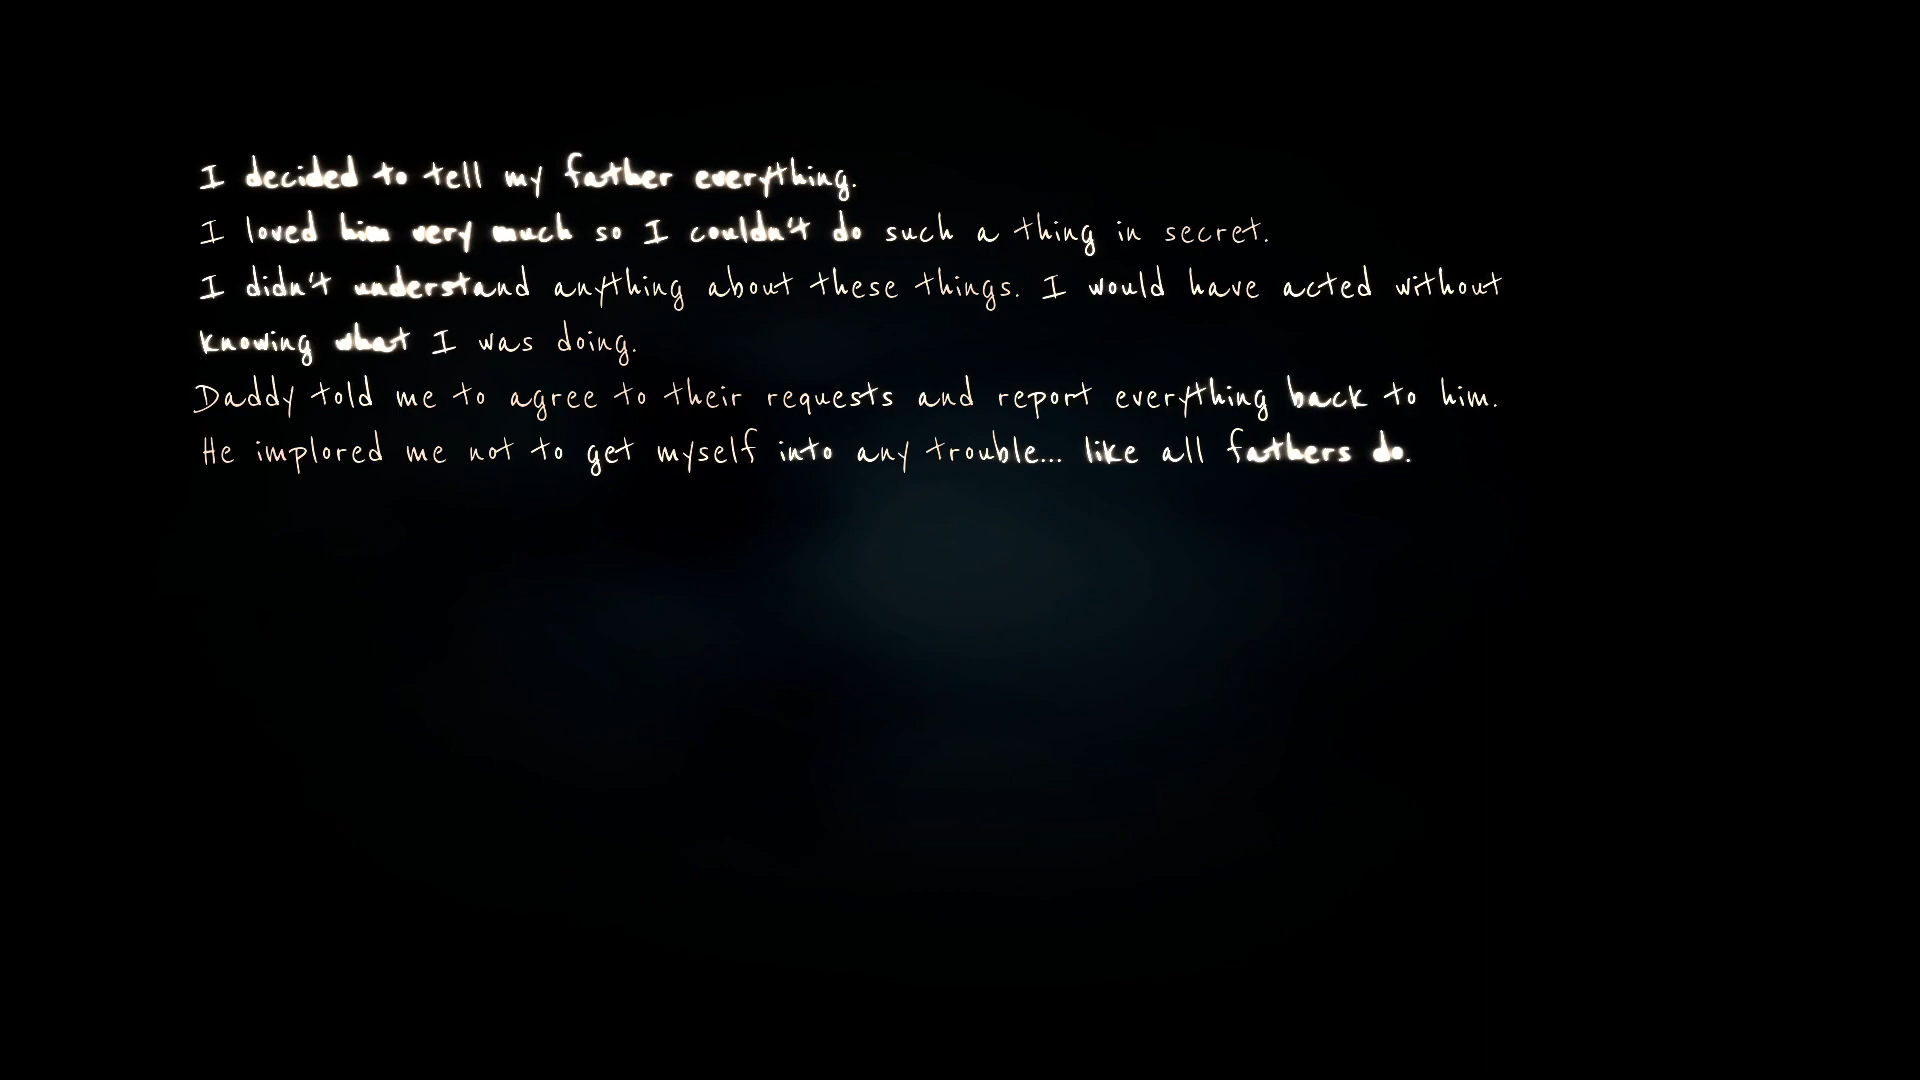 I decided to tell my father everything.
I loved him very much so I couldn't do such a thing in secret.
I didn't understand anything about these things. I would have acted without
knowing what I was doing.
Daddy told me to agree to their requests and report everything back to him.
He implored me not to get myself into any trouble... like all fathers do.